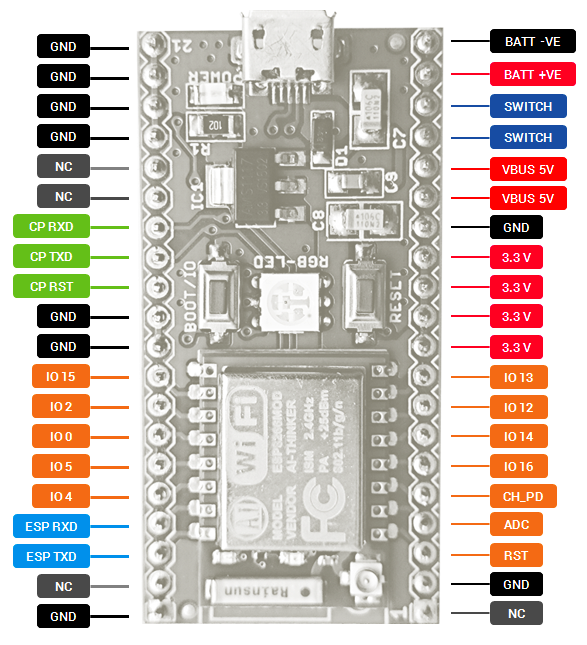 GND
GND
GND
GND
NC
NC
CP RXD
CP TXD
CP RST
GND
GND
IO 15
IO 2
IO 0
IO 5
IO 4
ESP RXD
ESP TXD
NC
GND
21
POWER
102
R1
IC1
D1
C7
C9
C8
RGB-LED
BOOT/IO
RESET
WiFi
MODEL ESP8266MOD
VENDOR AI-THINKER
ISM 2.4GHz
PA +25dBm
802.11b/g/n
AI
FC
Rainsun
1
BATT -VE
BATT +VE
SWITCH
SWITCH
VBUS 5V
VBUS 5V
GND
3.3 V
3.3 V
3.3 V
3.3 V
IO 13
IO 12
IO 14
IO 16
CH_PD
ADC
RST
GND
NC